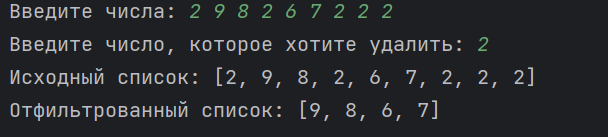 Введите числа: 2 9 8 2 6 7 2 2 2
Введите число, которое хотите удалить: 2
Исходный список: [2, 9, 8, 2, 6, 7, 2, 2, 2]
Отфильтрованный список: [9, 8, 6, 7]